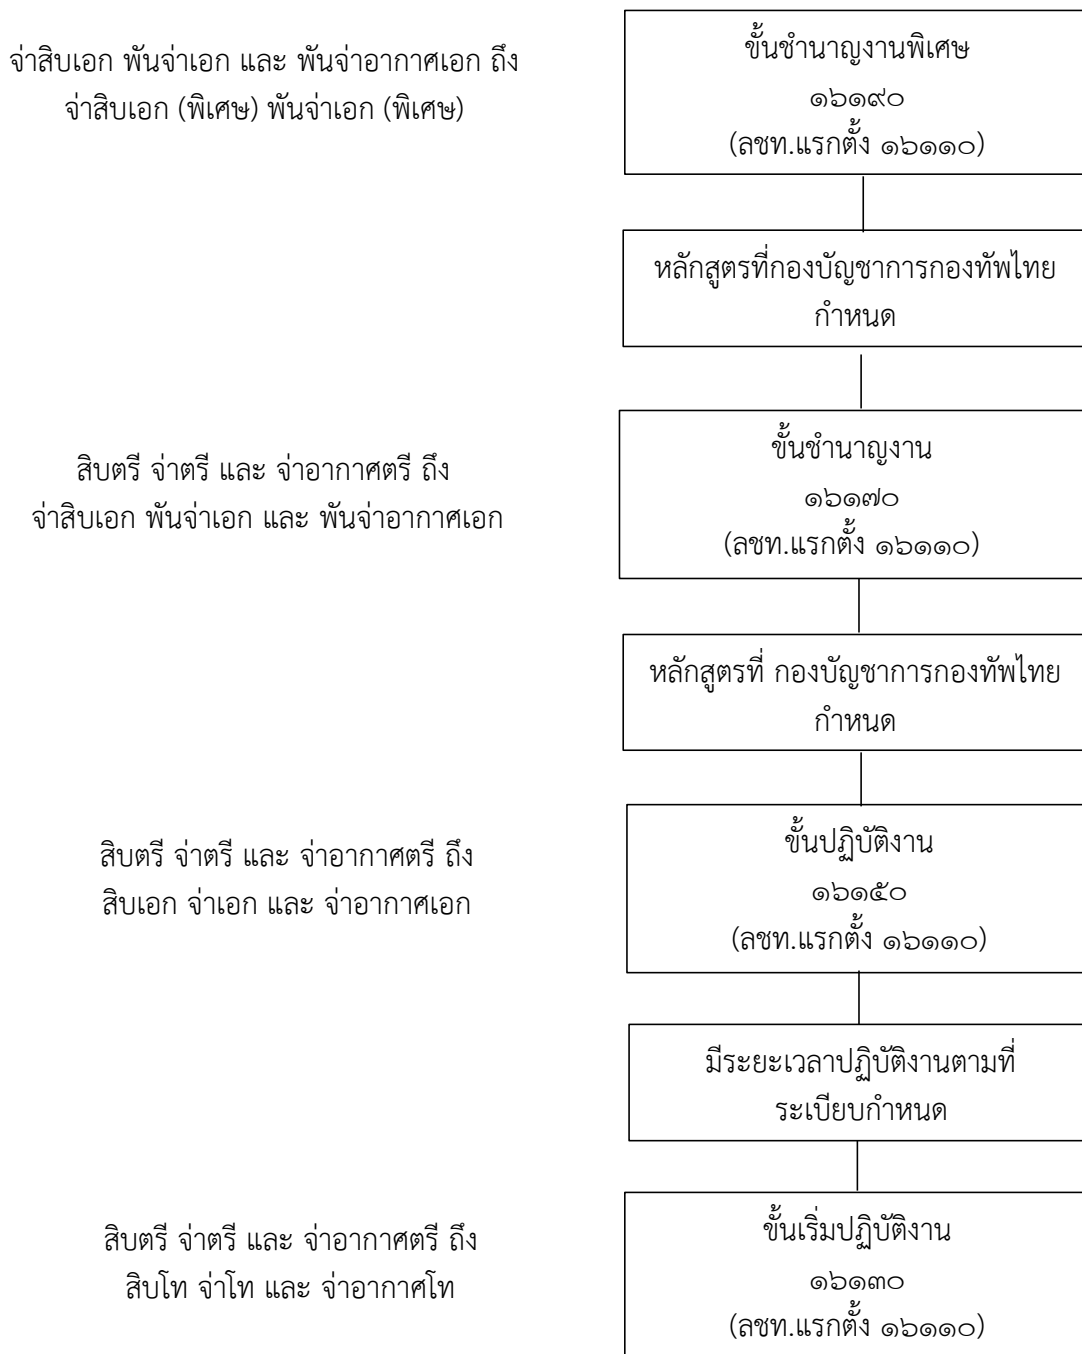 จ่าสิบเอก พันจ่าเอก และ พันจ่าอากาศเอก ถึง
จ่าสิบเอก (พิเศษ) พันจ่าเอก (พิเศษ)
ขั้นชำนาญงานพิเศษ
๑๖๑๙๐
(ลชท.แรกตั้ง ๑๖๑๑๐)
หลักสูตรที่กองบัญชาการกองทัพไทย
กำหนด
สิบตรี จ่าตรี และ จ่าอากาศตรี ถึง
จ่าสิบเอก พันจ่าเอก และ พันจ่าอากาศเอก
ขั้นชำนาญงาน
๑๖๑๗๐
(ลชท.แรกตั้ง ๑๖๑๑๐)
หลักสูตรที่ กองบัญชาการกองทัพไทย
กำหนด
สิบตรี จ่าตรี และ จ่าอากาศตรี ถึง
สิบเอก จ่าเอก และ จ่าอากาศเอก
ขั้นปฏิบัติงาน
๑๖๑๕๐
(ลชท.แรกตั้ง ๑๖๑๑๐)
มีระยะเวลาปฏิบัติงานตามที่
ระเบียบกำหนด
สิบตรี จ่าตรี และ จ่าอากาศตรี ถึง
สิบโท จ่าโท และ จ่าอากาศโท
ขั้นเริ่มปฏิบัติงาน
๑๖๑๓๐
(ลชท.แรกตั้ง ๑๖๑๑๐)